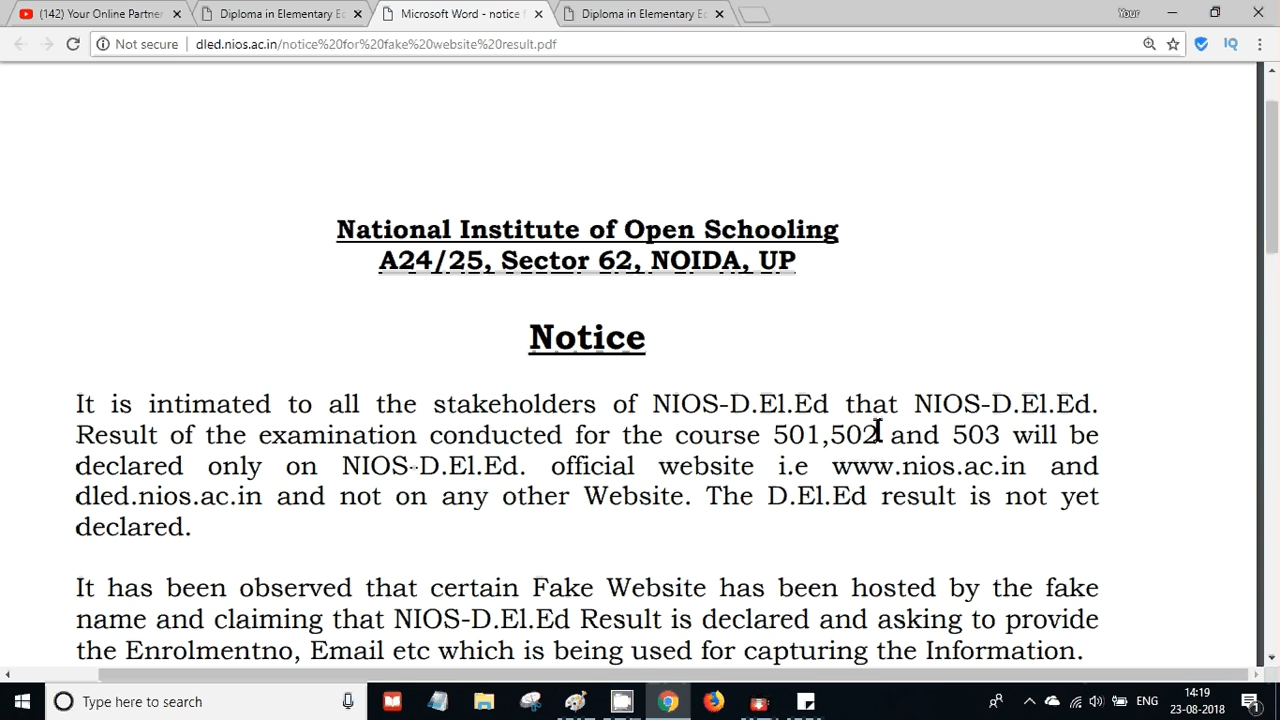 (142) Your Online Partner
Diploma in Elementary Ed
Microsoft Word - notice f
Diploma in Elementary Ed
Your
Not secure
dled.nios.ac.in/notice%20for%20fake%20website%20result.pdf
IQ
National Institute of Open Schooling
A24/25, Sector 62, NOIDA, UP
Notice
It is intimated to all the stakeholders of NIOS-D.El.Ed that NIOS-D.El.Ed.
Result of the examination conducted for the course 501,502 and 503 will be
declared only on NIOS-D.El.Ed. official website i.e www.nios.ac.in and
dled.nios.ac.in and not on any other Website. The D.El.Ed result is not yet
declared.
It has been observed that certain Fake Website has been hosted by the fake
name and claiming that NIOS-D.El.Ed Result is declared and asking to provide
the Enrolmentno, Email etc which is being used for capturing the Information.
Type here to search
ENG
14:19
23-08-2018
1